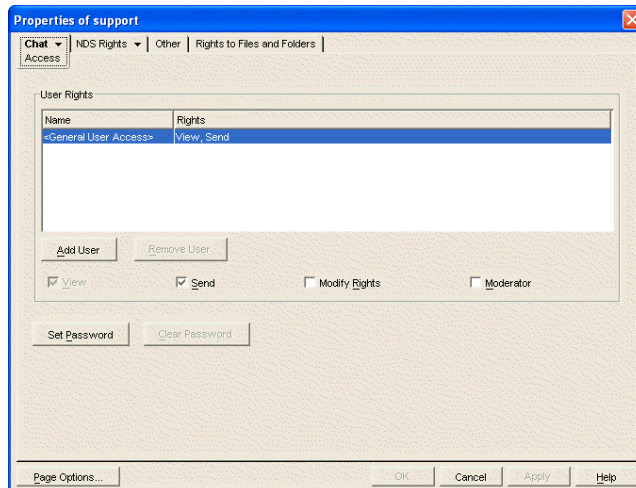 Properties of support
Chat NDS Rights Other Rights to Files and Folders
Access
User Rights
Name Rights
<General User Access> View, Send
Add User Remove User
View Send Modify Rights Moderator
Set Password Clear Password
Page Options... OK Cancel Apply Help